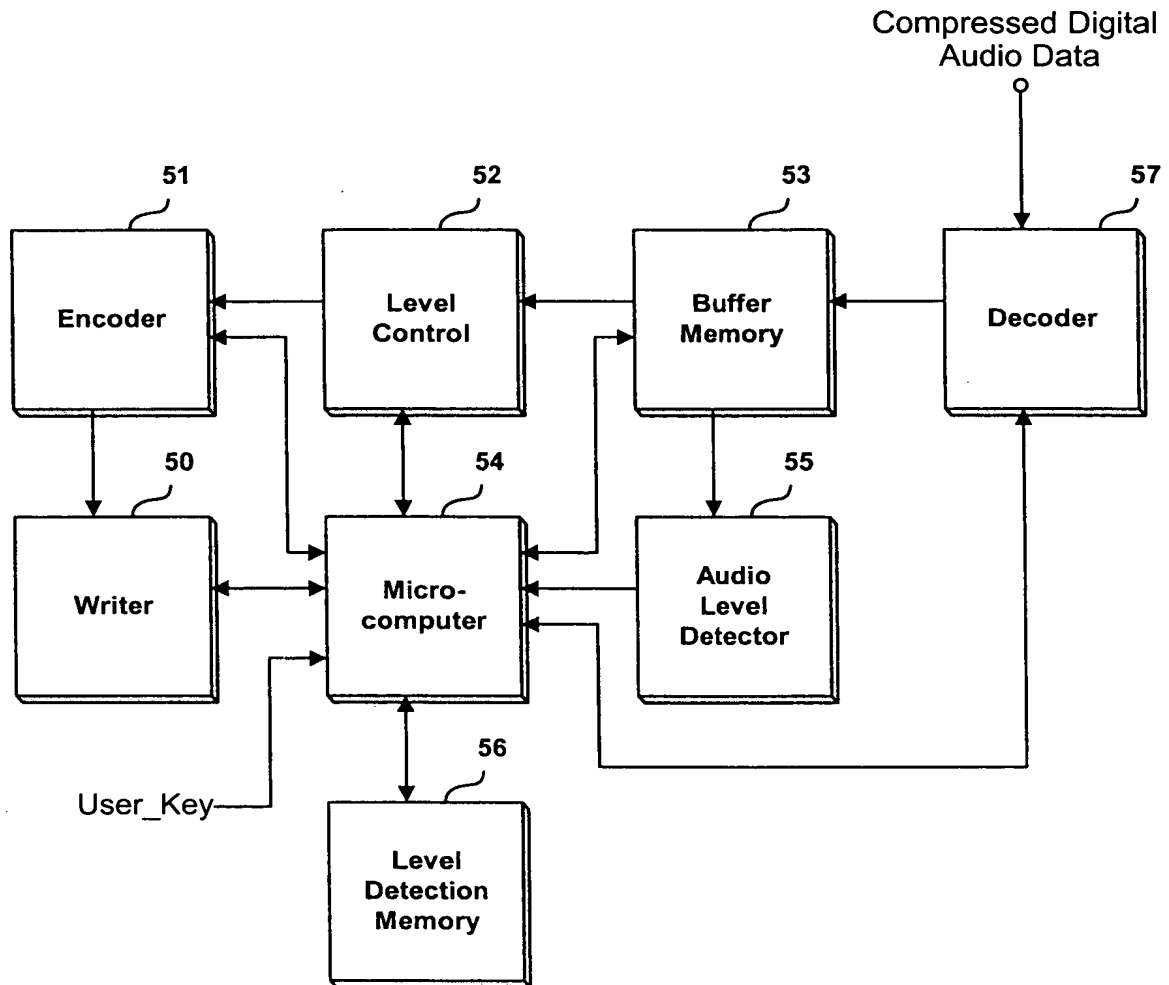 Compressed Digital
Audio Data
51
52
53
57
Encoder
Level
Control
Buffer
Memory
Decoder
50
54
55
Writer
Micro-
computer
Audio
Level
Detector
56
User_Key
Level
Detection
Memory